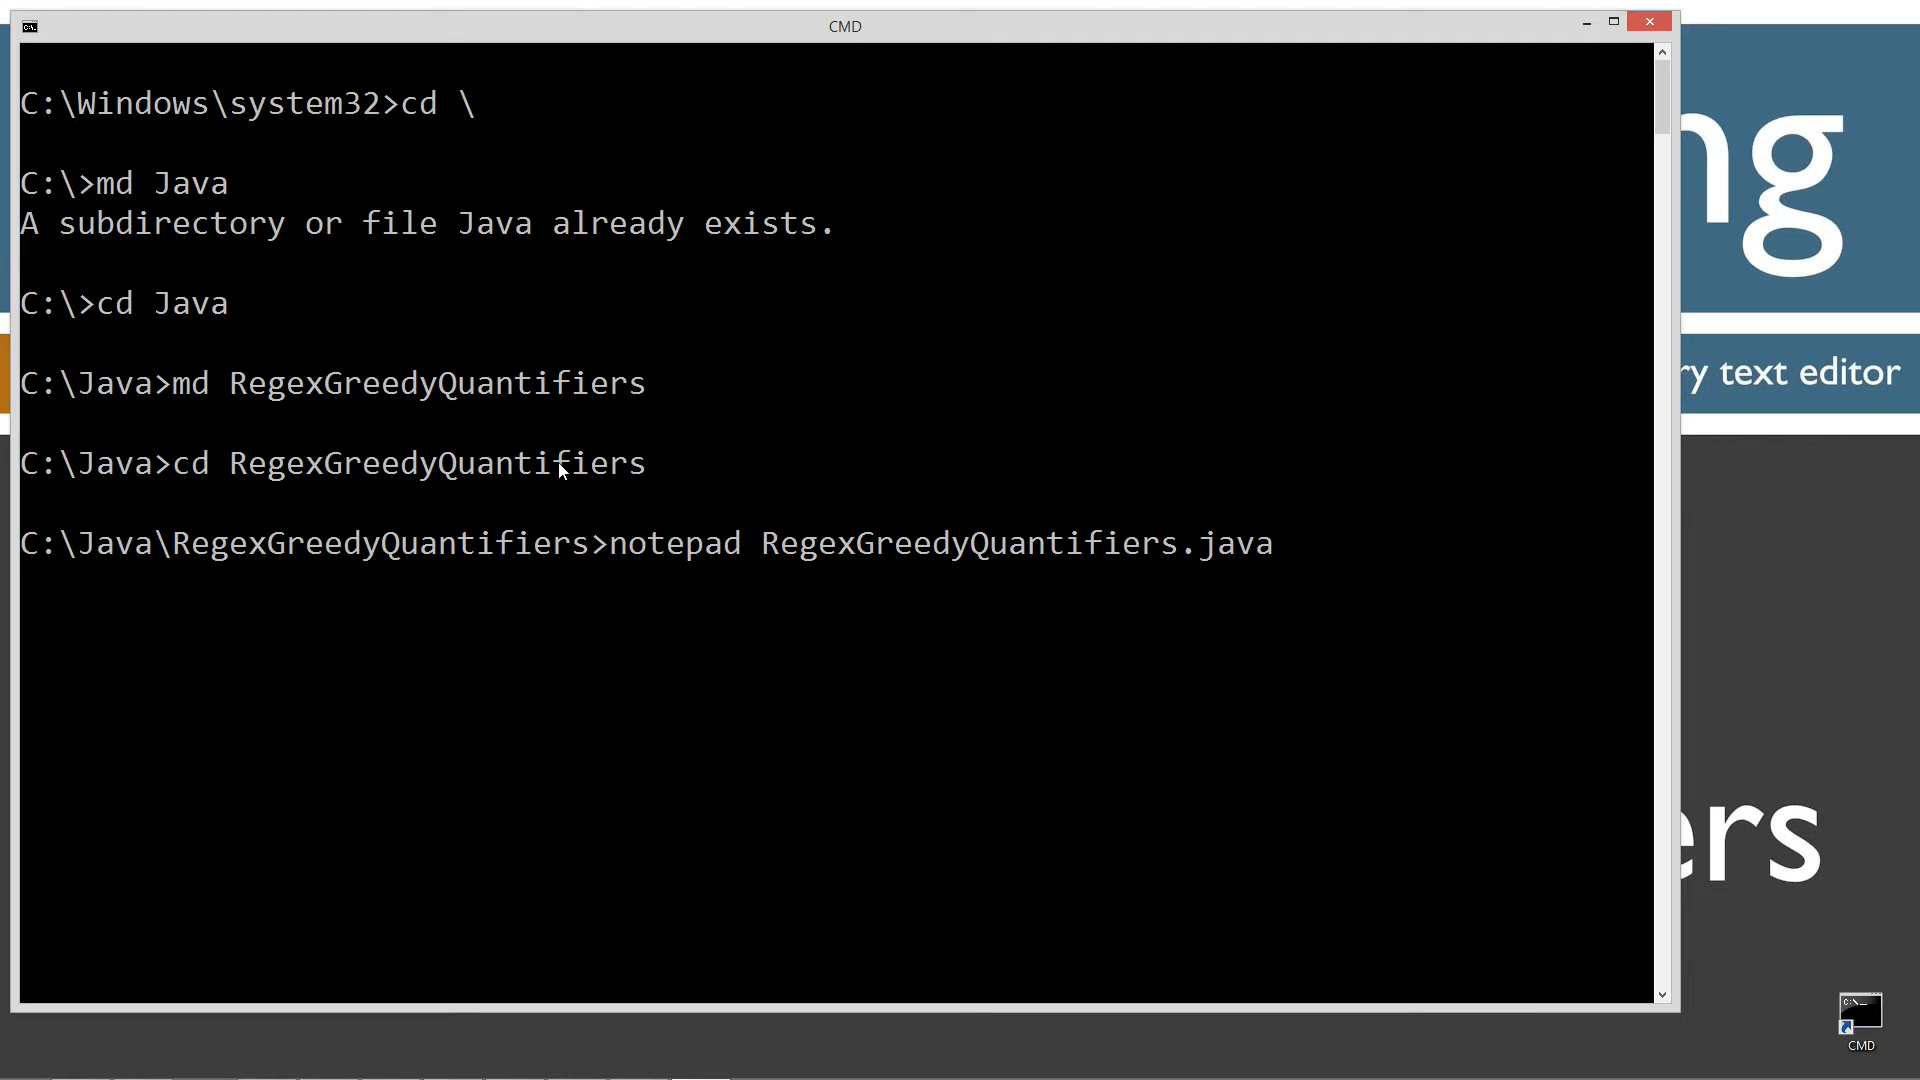 CMD
C:\Windows\system32>cd \
C:\>md Java
A subdirectory or file Java already exists.
C:\>cd Java
C:\Java>md RegexGreedyQuantifiers
C:\Java>cd RegexGreedyQuantifiers
C:\Java\RegexGreedyQuantifiers>notepad RegexGreedyQuantifiers.java
ng
ry text editor
ers
CMD